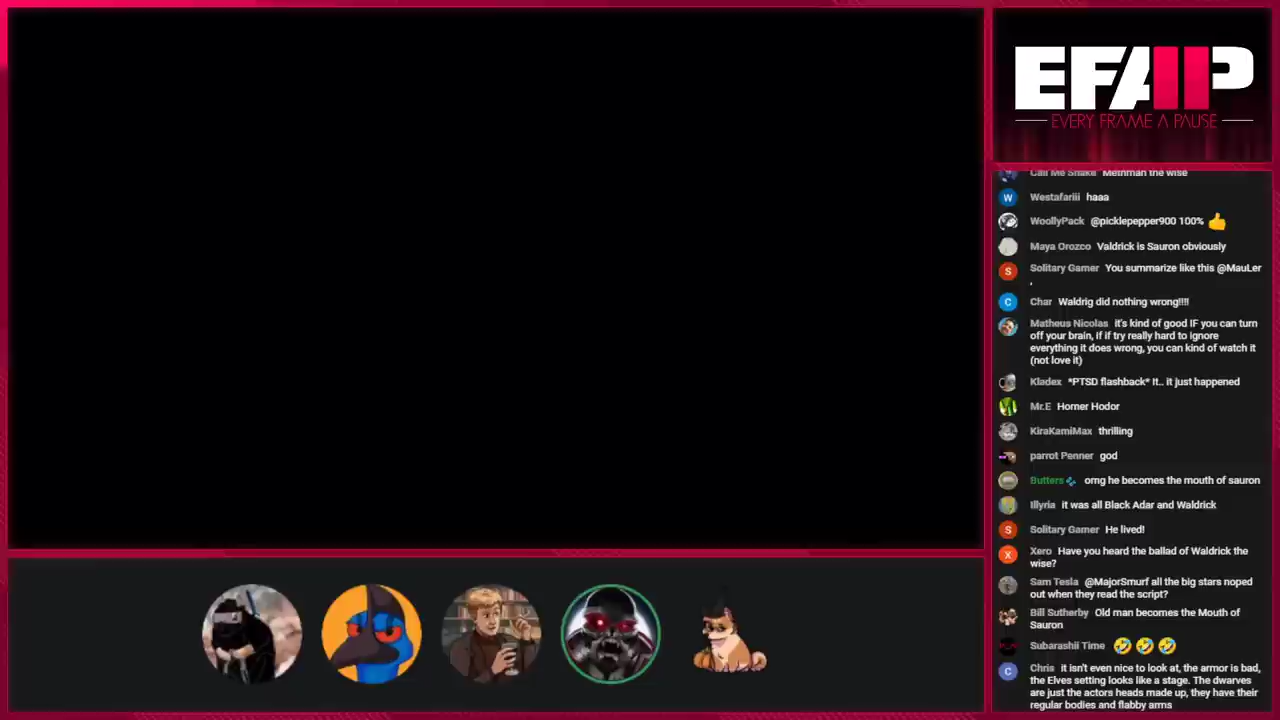 EFAP
EVERY FRAME A PAUSE
Call Me Snake Methman the wise
W Westafariii haaa
WoollyPack @picklepepper900 100% 👍
Maya Orozco Valdrick is Sauron obviously
S Solitary Gamer You summarize like this @MauLer
,
C Char Waldrig did nothing wrong!!!!
Matheus Nicolas it's kind of good IF you can turn
off your brain, if if try really hard to ignore
everything it does wrong, you can kind of watch it
(not love it)
Kladex *PTSD flashback* It.. it just happened
Mr.E Horner Hodor
KiraKamiMax thrilling
parrot Penner god
Butters omg he becomes the mouth of sauron
Illyria it was all Black Adar and Waldrick
S Solitary Gamer He lived!
X Xero Have you heard the ballad of Waldrick the
wise?
Sam Tesla @MajorSmurf all the big stars noped
out when they read the script?
Bill Sutherby Old man becomes the Mouth of
Sauron
Subarashii Time 🤣 🤣 🤣
C Chris it isn't even nice to look at, the armor is bad,
the Elves setting looks like a stage. The dwarves
are just the actors heads made up, they have their
regular bodies and flabby arms